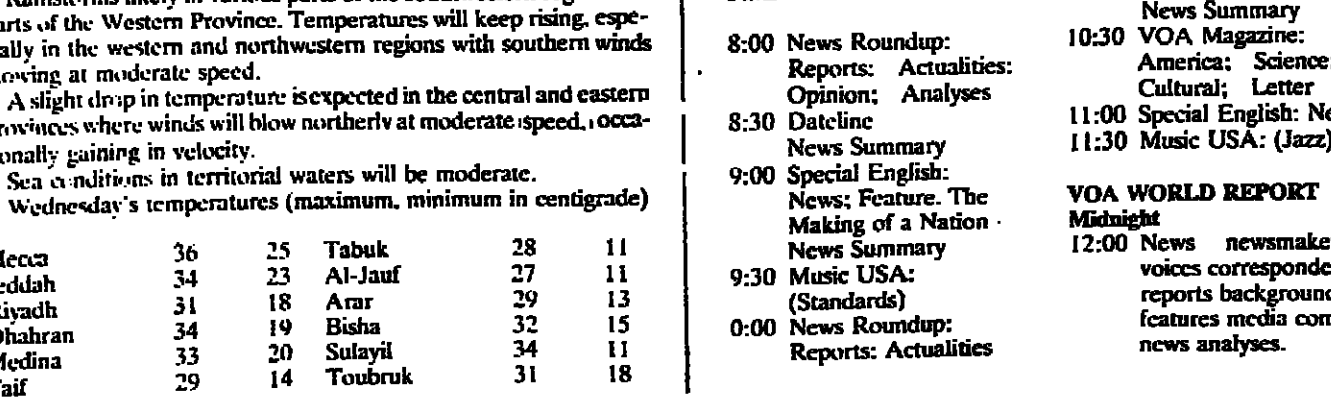 arts of the Western Province. Temperatures will keep rising, espe-
ally in the western and northwestern regions with southern winds
owing at moderate speed.
A slight drop in temperature is expected in the central and eastern
rovinces where winds will blow northerly at moderate speed, occa-
onally gaining in velocity.
Sea conditions in territorial waters will be moderate.
Wednesday's temperatures (maximum, minimum in centigrade)
Mecca 36 25 Tabuk 28 11
eddah 34 23 Al-Jauf 27 11
Riyadh 31 18 Arar 29 13
Dhahran 34 19 Bisha 32 15
Medina 33 20 Sulayil 34 11
Taif 29 14 Toubruk 31 18
8:00 News Roundup:
Reports: Actualities:
Opinion; Analyses
8:30 Dateline
News Summary
9:00 Special English:
News; Feature. The
Making of a Nation
News Summary
9:30 Music USA:
(Standards)
0:00 News Roundup:
Reports: Actualities
News Summary
10:30 VOA Magazine:
America; Science;
Cultural; Letter
11:00 Special English: Ne
11:30 Music USA: (Jazz)
VOA WORLD REPORT
Midnight
12:00 News newsmake
voices corresponde
reports background
features media com
news analyses.